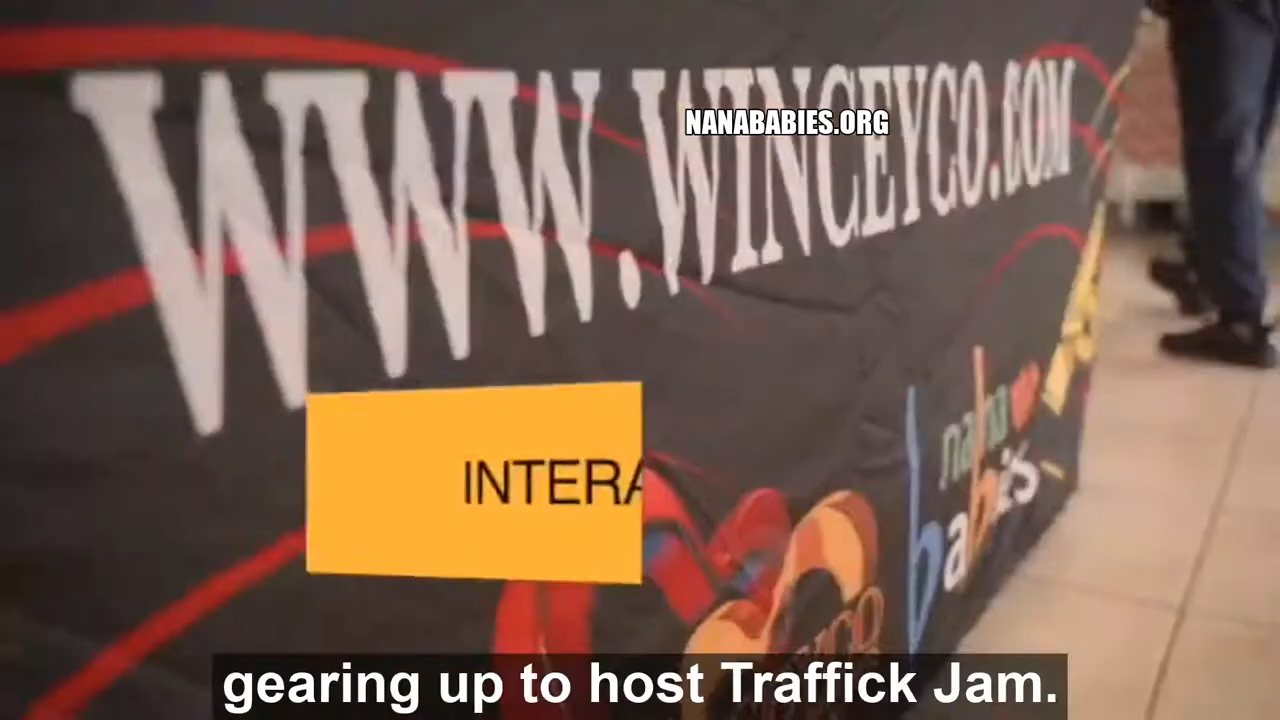 WWW.WINCEYCO.COM
NANABABIES.ORG
INTERA
nana
babies
gearing up to host Traffick Jam.